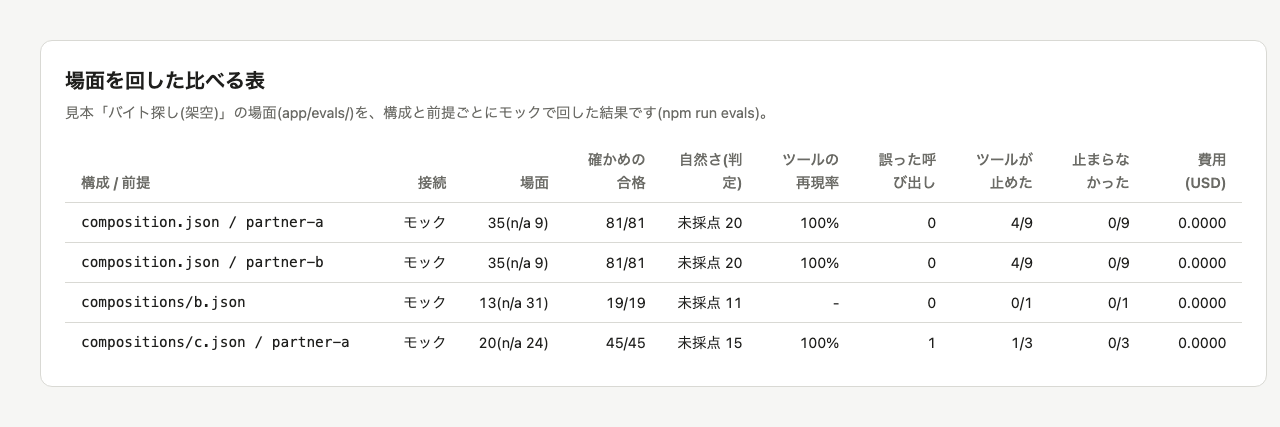 場面を回した比べる表
見本「バイト探し(架空)」の場面(app/evals/)を、構成と前提ごとにモックで回した結果です(npm run evals)。
構成 / 前提 接続 場面 確かめの合格 自然さ(判定) ツールの再現率 誤った呼び出し ツールが止めた 止まらなかった 費用(USD)
composition.json / partner-a モック 35(n/a 9) 81/81 未採点 20 100% 0 4/9 0/9 0.0000
composition.json / partner-b モック 35(n/a 9) 81/81 未採点 20 100% 0 4/9 0/9 0.0000
compositions/b.json モック 13(n/a 31) 19/19 未採点 11 - 0 0/1 0/1 0.0000
compositions/c.json / partner-a モック 20(n/a 24) 45/45 未採点 15 100% 1 1/3 0/3 0.0000